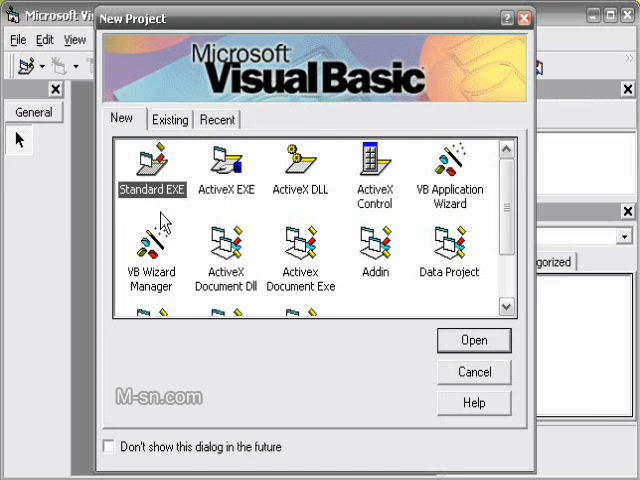 Microsoft Vi
New Project
File Edit View
Microsoft
Visual Basic
General
New Existing Recent
Standard EXE
ActiveX EXE
ActiveX DLL
ActiveX Control
VB Application Wizard
VB Wizard Manager
ActiveX Document Dll
Activex Document Exe
Addin
Data Project
gorized
Open
Cancel
Help
M-sn.com
Don't show this dialog in the future